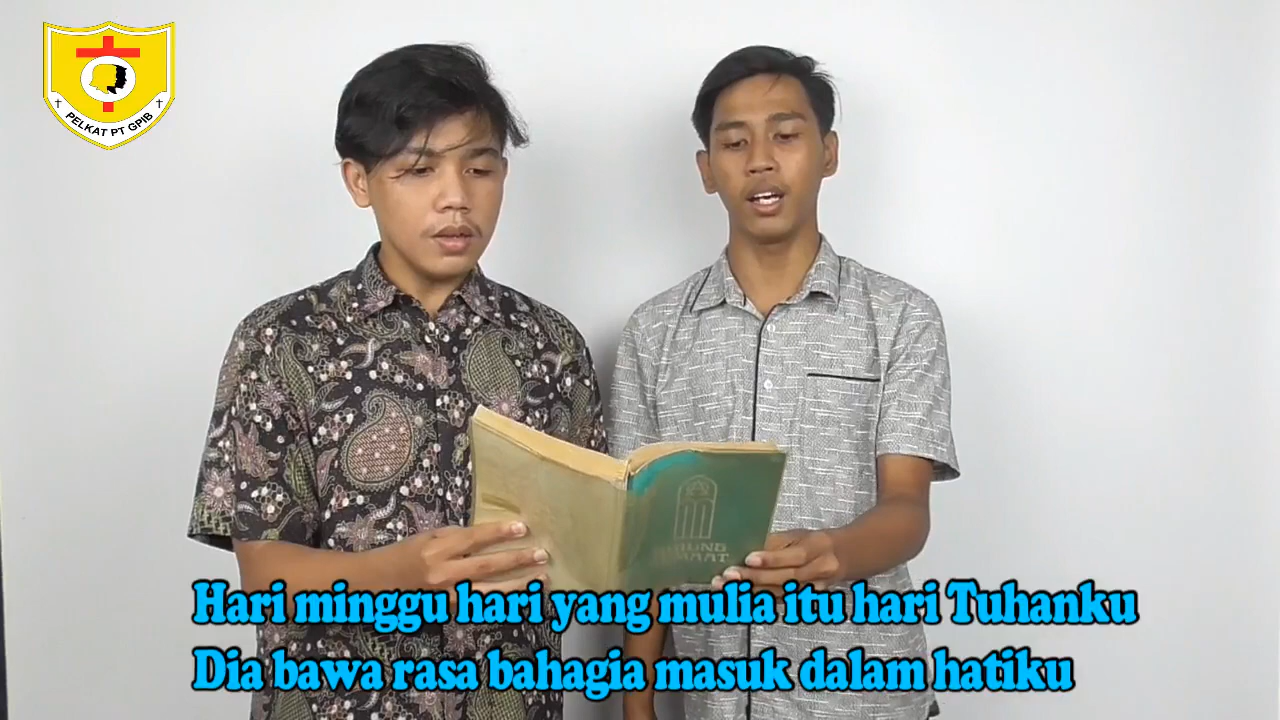 PELKAT PT GPIB
Hari minggu hari yang mulia itu hari Tuhanku
Dia bawa rasa bahagia masuk dalam hatiku